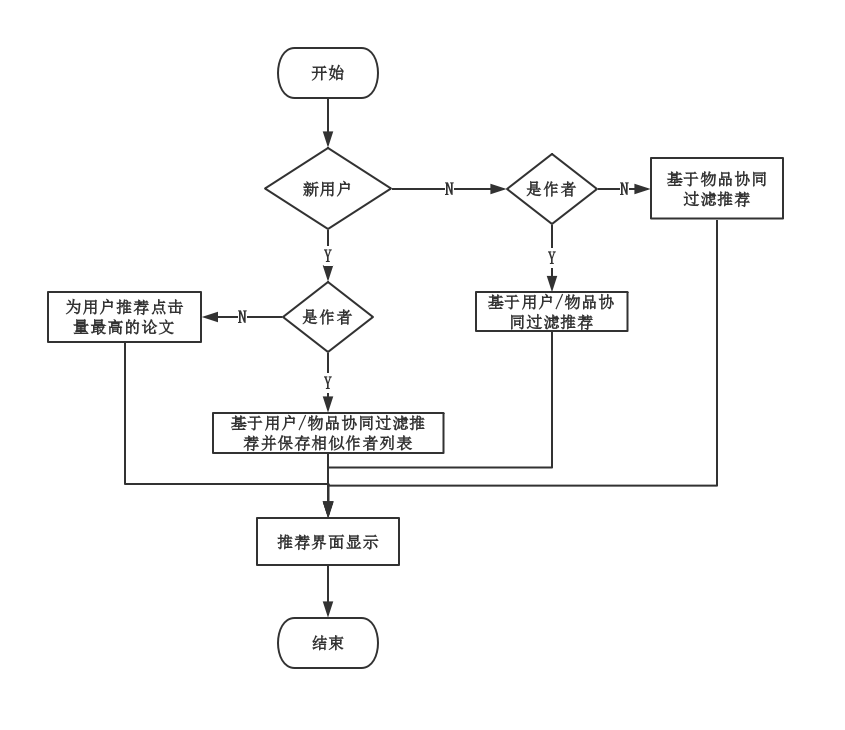 开始
新用户
N
是作者
N
基于物品协同
过滤推荐
Y
Y
为用户推荐点击
量最高的论文
N
是作者
基于用户/物品协
同过滤推荐
Y
基于用户/物品协同过滤推
荐并保存相似作者列表
推荐界面显示
结束